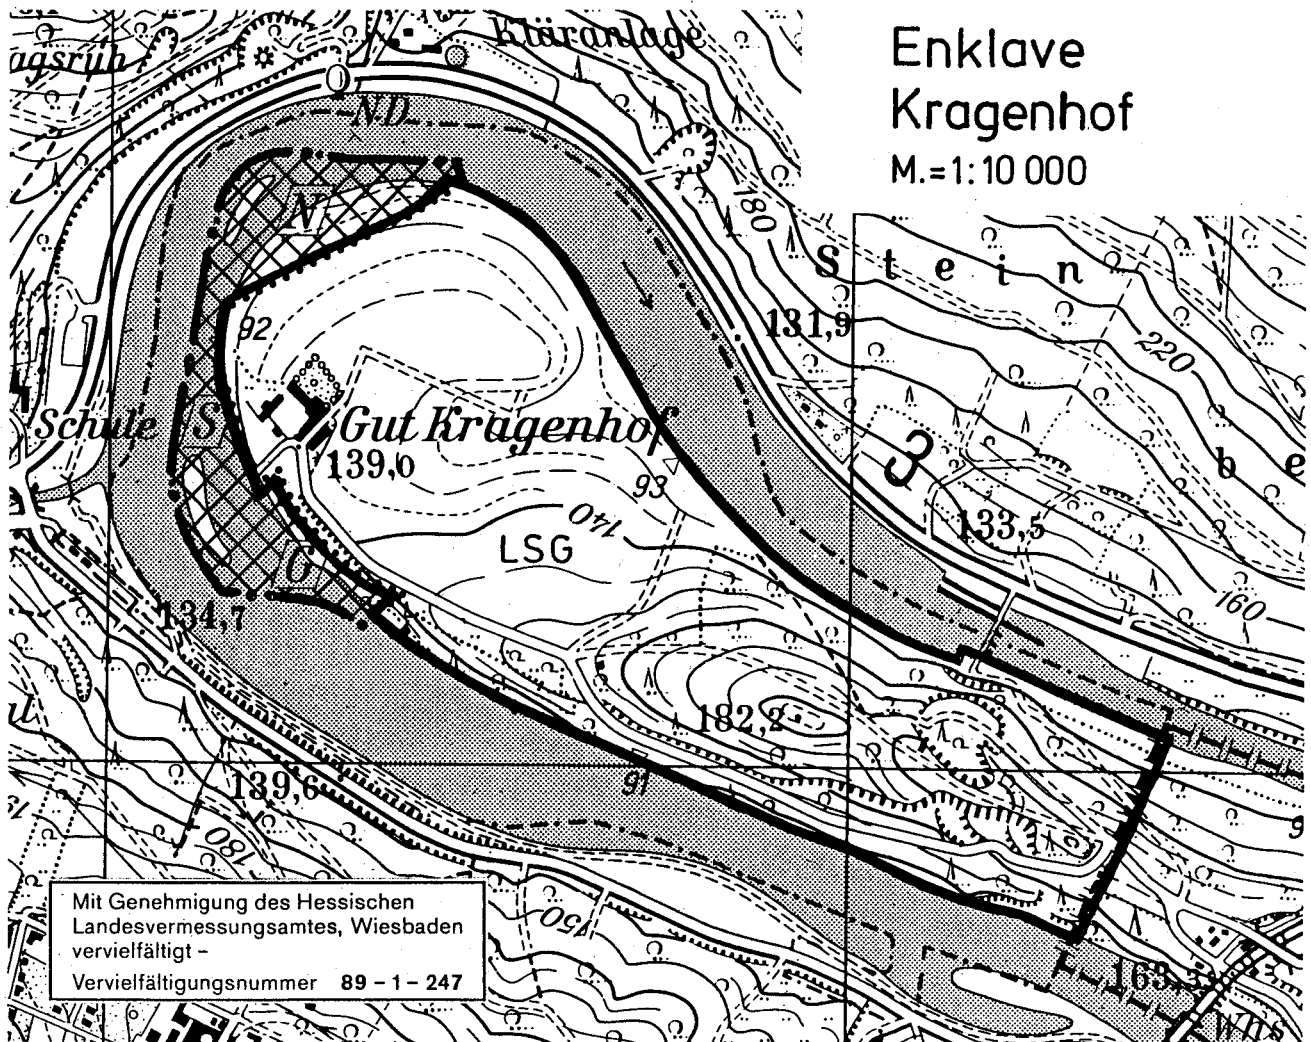 Enklave
Kragenhof
M.=1:10 000
Kläranlage
ND
N
180
S t e i n
131,9
92
220
Schule
S
Gut Kragenhof
139,0
3
b e
93
140
133,5
LSG
G
160
134,7
182,2
139,6
91
180
150
163,3
Whs
Mit Genehmigung des Hessischen
Landesvermessungsamtes, Wiesbaden
vervielfältigt –
Vervielfältigungsnummer 89 – 1 – 247